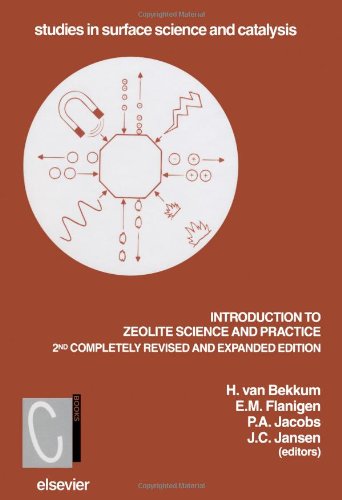 studies in surface science and catalysis
INTRODUCTION TO
ZEOLITE SCIENCE AND PRACTICE
2ND COMPLETELY REVISED AND EXPANDED EDITION
H. van Bekkum
E.M. Flanigen
P.A. Jacobs
J.C. Jansen
(editors)
C
BOOKS
elsevier